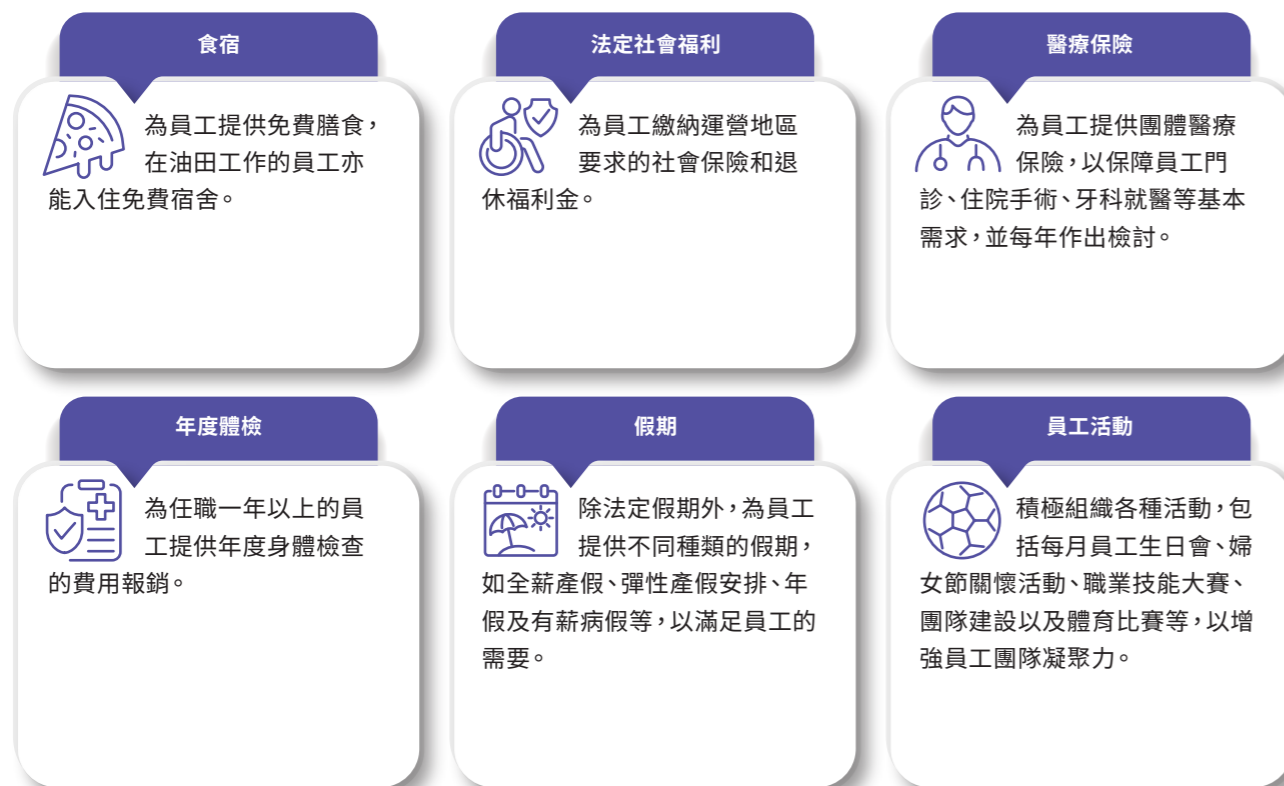 食宿
為員工提供免費膳食，
在油田工作的員工亦
能入住免費宿舍。
法定社會福利
為員工繳納運營地區
要求的社會保險和退
休福利金。
醫療保險
為員工提供團體醫療
保險，以保障員工門
診、住院手術、牙科就醫等基本
需求，並每年作出檢討。
年度體檢
為任職一年以上的員
工提供年度身體檢查
的費用報銷。
假期
除法定假期外，為員工
提供不同種類的假期，
如全薪產假、彈性產假安排、年
假及有薪病假等，以滿足員工的
需要。
員工活動
積極組織各種活動，包
括每月員工生日會、婦
女節關懷活動、職業技能大賽、
團隊建設以及體育比賽等，以增
強員工團隊凝聚力。